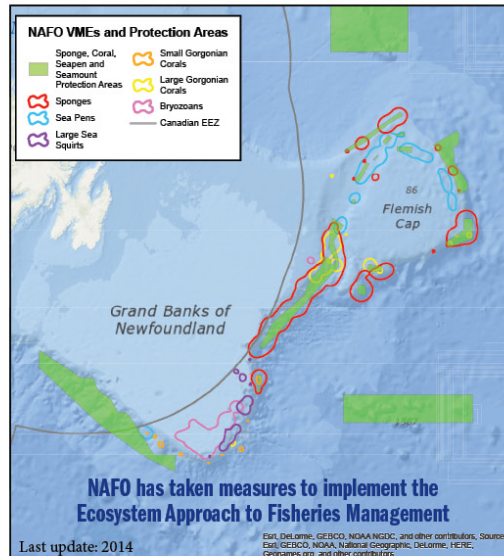 NAFO VMEs and Protection Areas
Sponge, Coral,
Seapen and
Seamount
Protection Areas
Sponges
Sea Pens
Large Sea
Squirts
Small Gorgonian
Corals
Large Gorgonian
Corals
Bryozoans
Canadian EEZ
86
Flemish
Cap
Grand Banks of
Newfoundland
NAFO has taken measures to implement the
Ecosystem Approach to Fisheries Management
Last update: 2014
Esri, DeLorme, GEBCO, NOAA NGDC, and other contributors, Sourc
Esri, GEBCO, NOAA, National Geographic, DeLorme, HERE,
Geonames.org, and other contributors